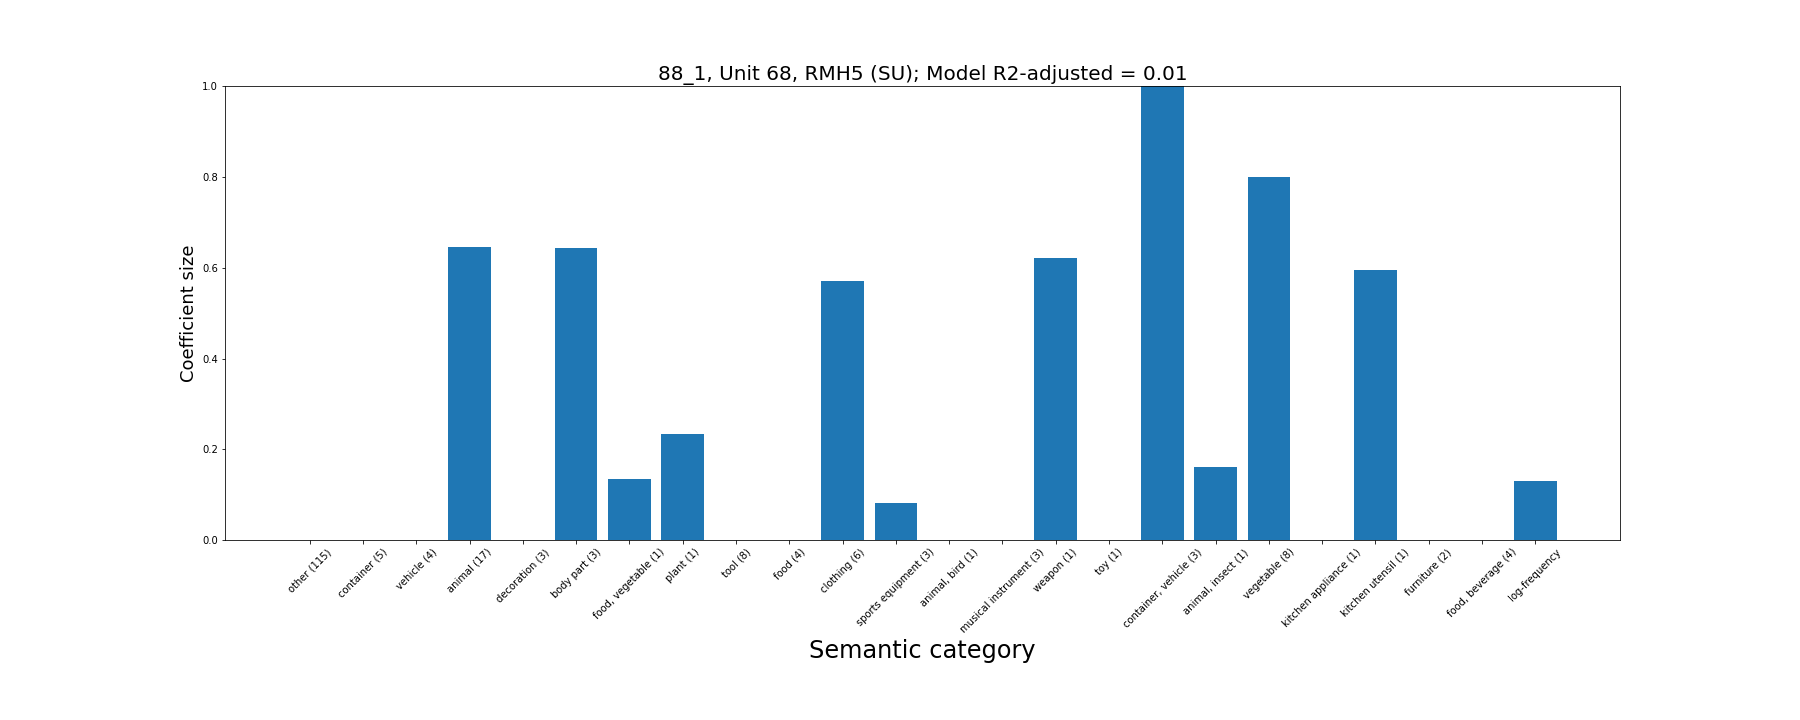 88_1, Unit 68, RMH5 (SU); Model R2-adjusted = 0.01
1.0
0.8
0.6
0.4
0.2
0.0
Coefficient size
other (115)
container (5)
vehicle (4)
animal (17)
decoration (3)
body part (3)
food, vegetable (1)
plant (1)
tool (8)
food (4)
clothing (6)
sports equipment (3)
animal, bird (1)
musical instrument (3)
weapon (1)
toy (1)
container, vehicle (3)
animal, insect (1)
vegetable (8)
kitchen appliance (1)
kitchen utensil (1)
furniture (2)
food, beverage (4)
log-frequency
Semantic category